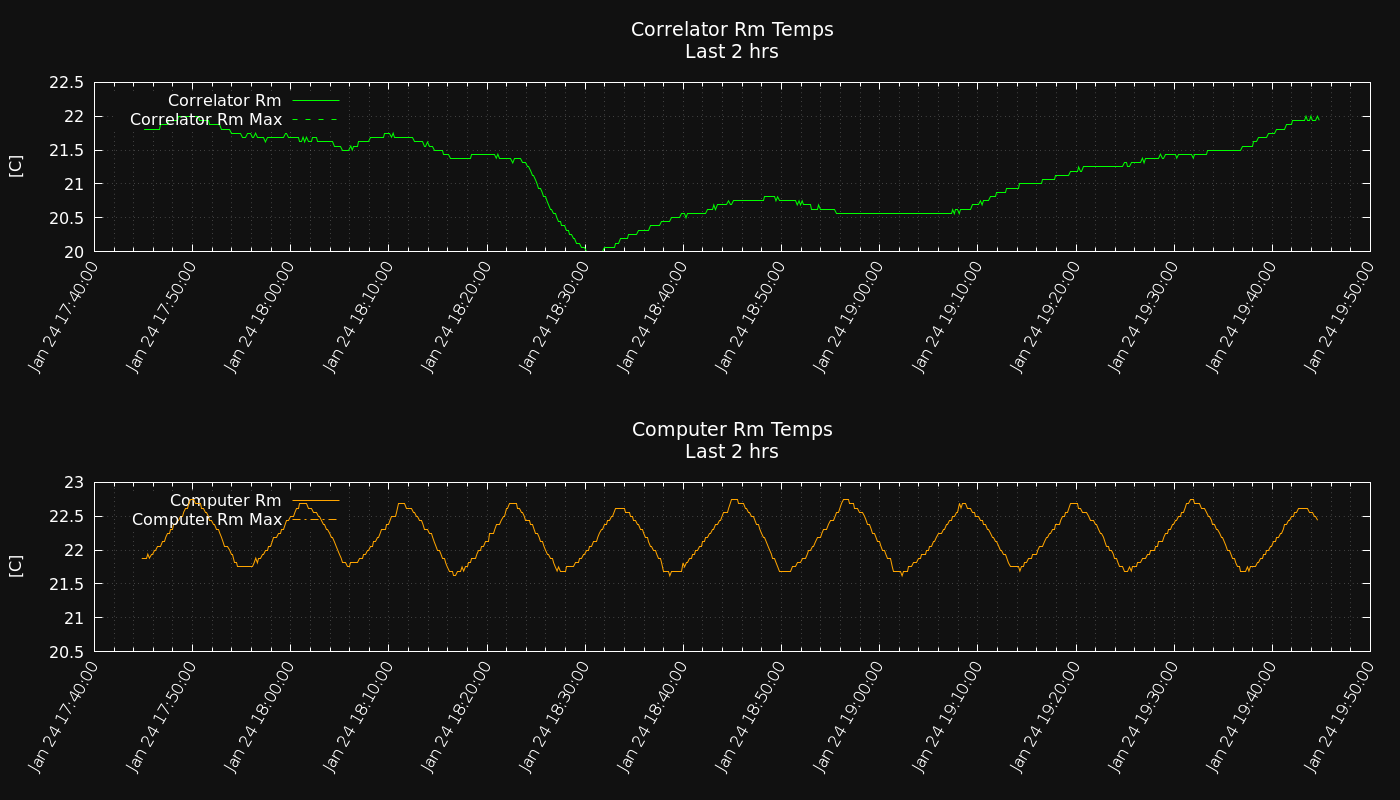 Correlator Rm Temps
Last 2 hrs
22.5
22
21.5
21
20.5
20
[C]
Correlator Rm
Correlator Rm Max
Jan 24 17:40:00
Jan 24 17:50:00
Jan 24 18:00:00
Jan 24 18:10:00
Jan 24 18:20:00
Jan 24 18:30:00
Jan 24 18:40:00
Jan 24 18:50:00
Jan 24 19:00:00
Jan 24 19:10:00
Jan 24 19:20:00
Jan 24 19:30:00
Jan 24 19:40:00
Jan 24 19:50:00
Computer Rm Temps
Last 2 hrs
23
22.5
22
21.5
21
20.5
[C]
Computer Rm
Computer Rm Max
Jan 24 17:40:00
Jan 24 17:50:00
Jan 24 18:00:00
Jan 24 18:10:00
Jan 24 18:20:00
Jan 24 18:30:00
Jan 24 18:40:00
Jan 24 18:50:00
Jan 24 19:00:00
Jan 24 19:10:00
Jan 24 19:20:00
Jan 24 19:30:00
Jan 24 19:40:00
Jan 24 19:50:00